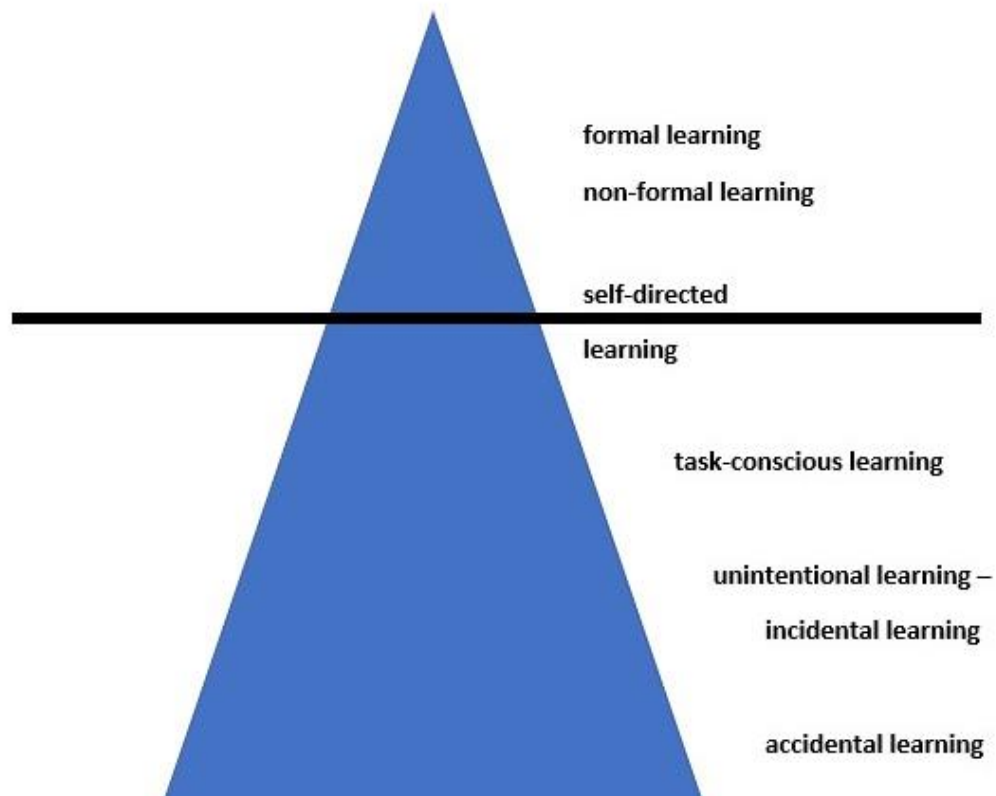 formal learning
non-formal learning
self-directed
learning
task-conscious learning
unintentional learning –
incidental learning
accidental learning